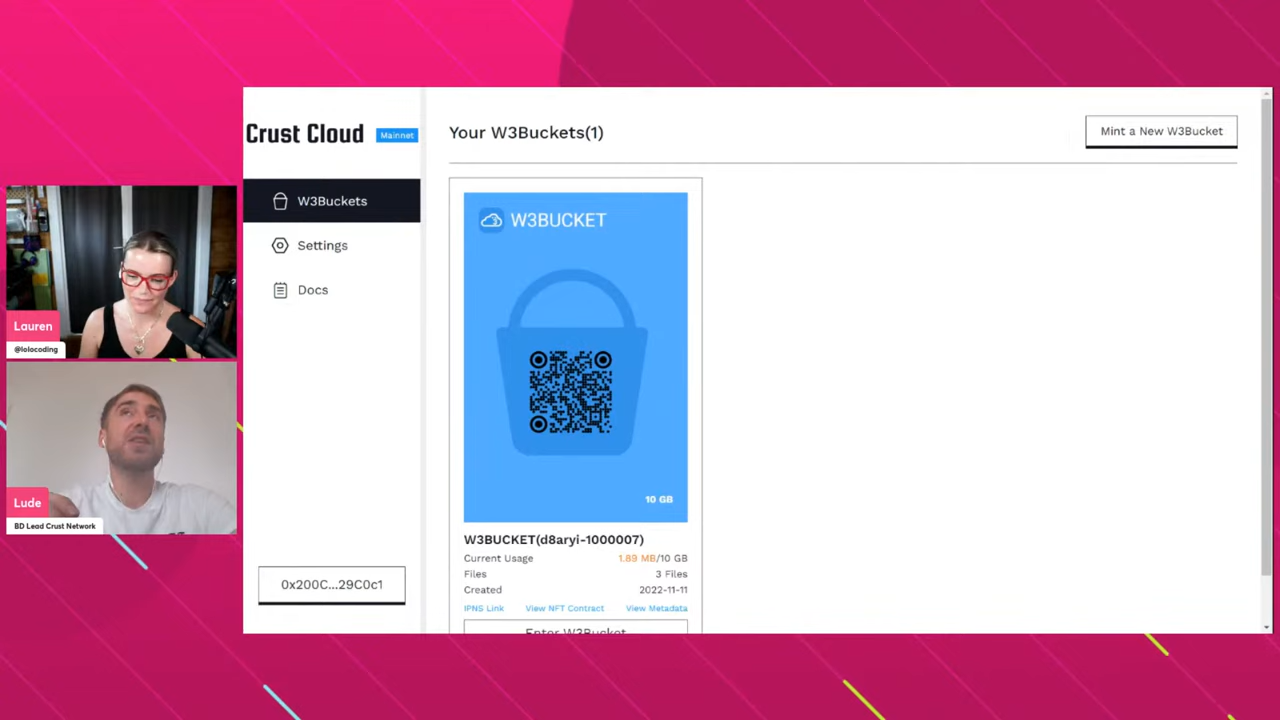 Crust Cloud Mainnet
W3Buckets
Settings
Docs
0x200C...29C0c1
Your W3Buckets(1)
Mint a New W3Bucket
W3BUCKET
10 GB
W3BUCKET(d8aryi-1000007)
Current Usage 1.89 MB/10 GB
Files 3 Files
Created 2022-11-11
IPNS Link View NFT Contract View Metadata
Enter W3Bucket
Lauren
@lolocoding
Lude
BD Lead Crust Network